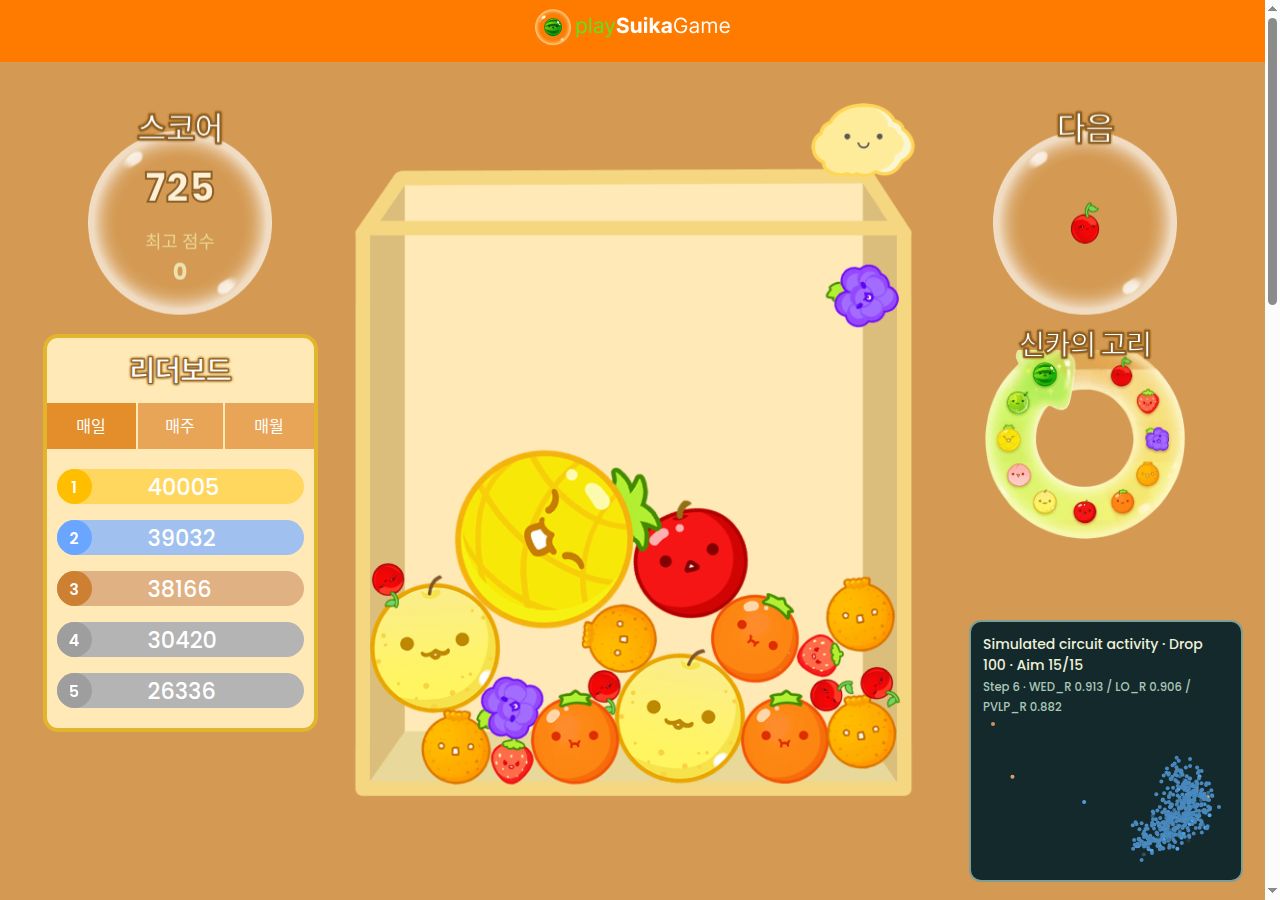 playSuikaGame
스코어
725
최고 점수
0
다음
리더보드
매일 매주 매월
1 40005
2 39032
3 38166
4 30420
5 26336
신카의 고리
Simulated circuit activity · Drop
100 · Aim 15/15
Step 6 · WED_R 0.913 / LO_R 0.906 /
PVLP_R 0.882